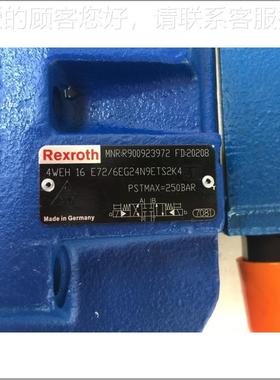 的顾客您好，请联系客服
Rexroth
MNR:R900923972 FD:20208
4WEH 16 E72/6EG24N9ETS2K4
PSTMAX=250BAR
Made in Germany
7081